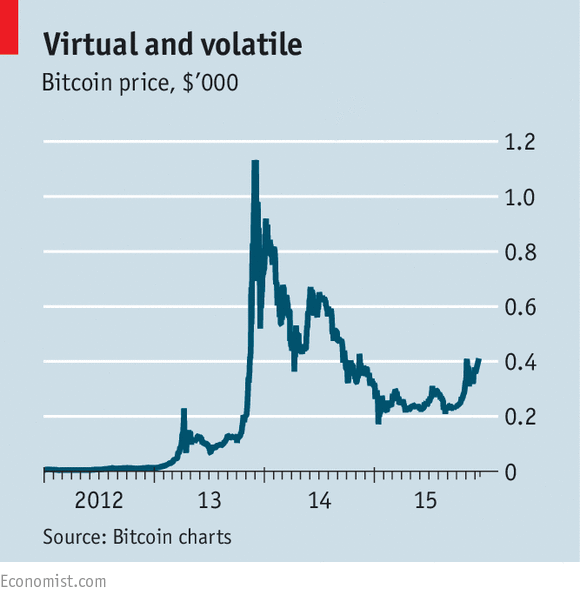 Virtual and volatile
Bitcoin price, $’000
1.2
1.0
0.8
0.6
0.4
0.2
0
2012 13 14 15
Source: Bitcoin charts
Economist.com